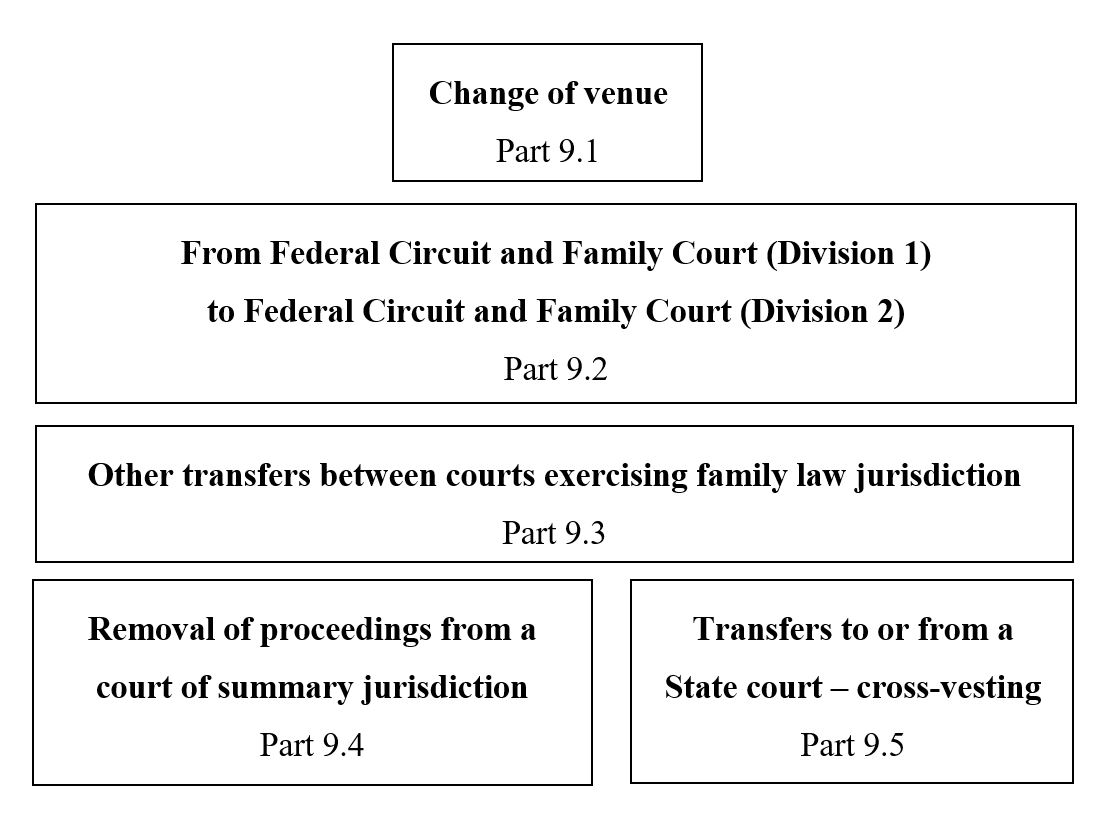 Change of venue
Part 9.1
From Federal Circuit and Family Court (Division 1)
to Federal Circuit and Family Court (Division 2)
Part 9.2
Other transfers between courts exercising family law jurisdiction
Part 9.3
Removal of proceedings from a
court of summary jurisdiction
Part 9.4
Transfers to or from a
State court – cross-vesting
Part 9.5